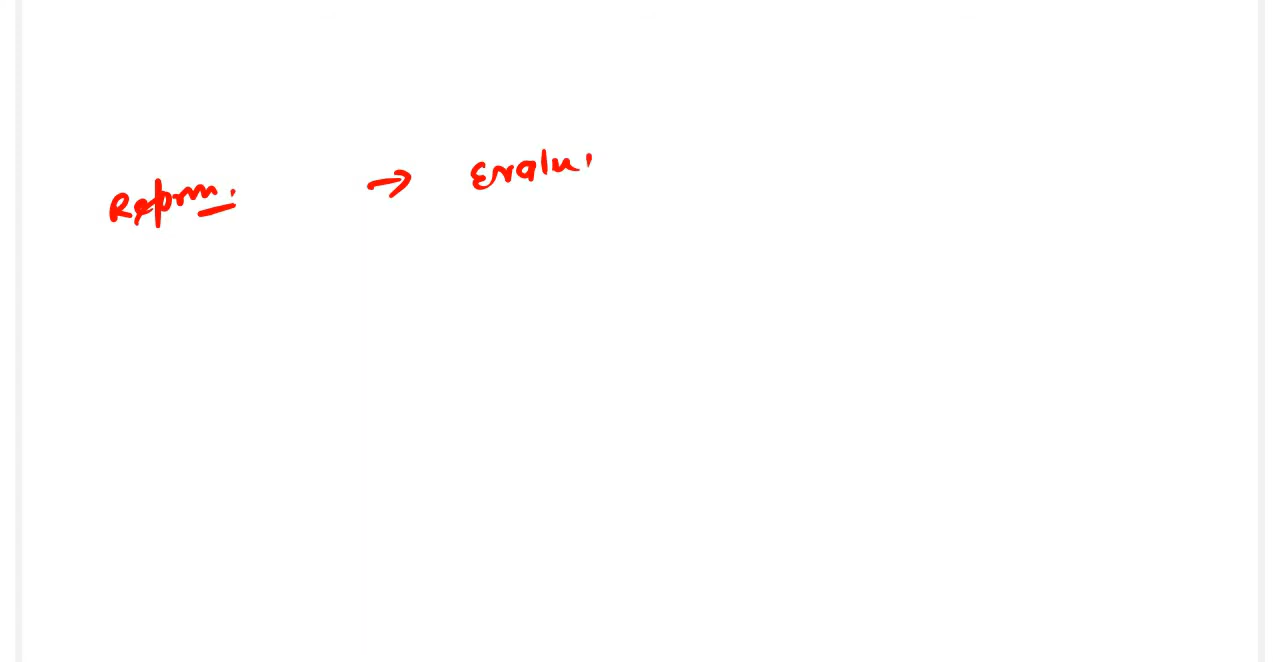 Reform. → Evalu.